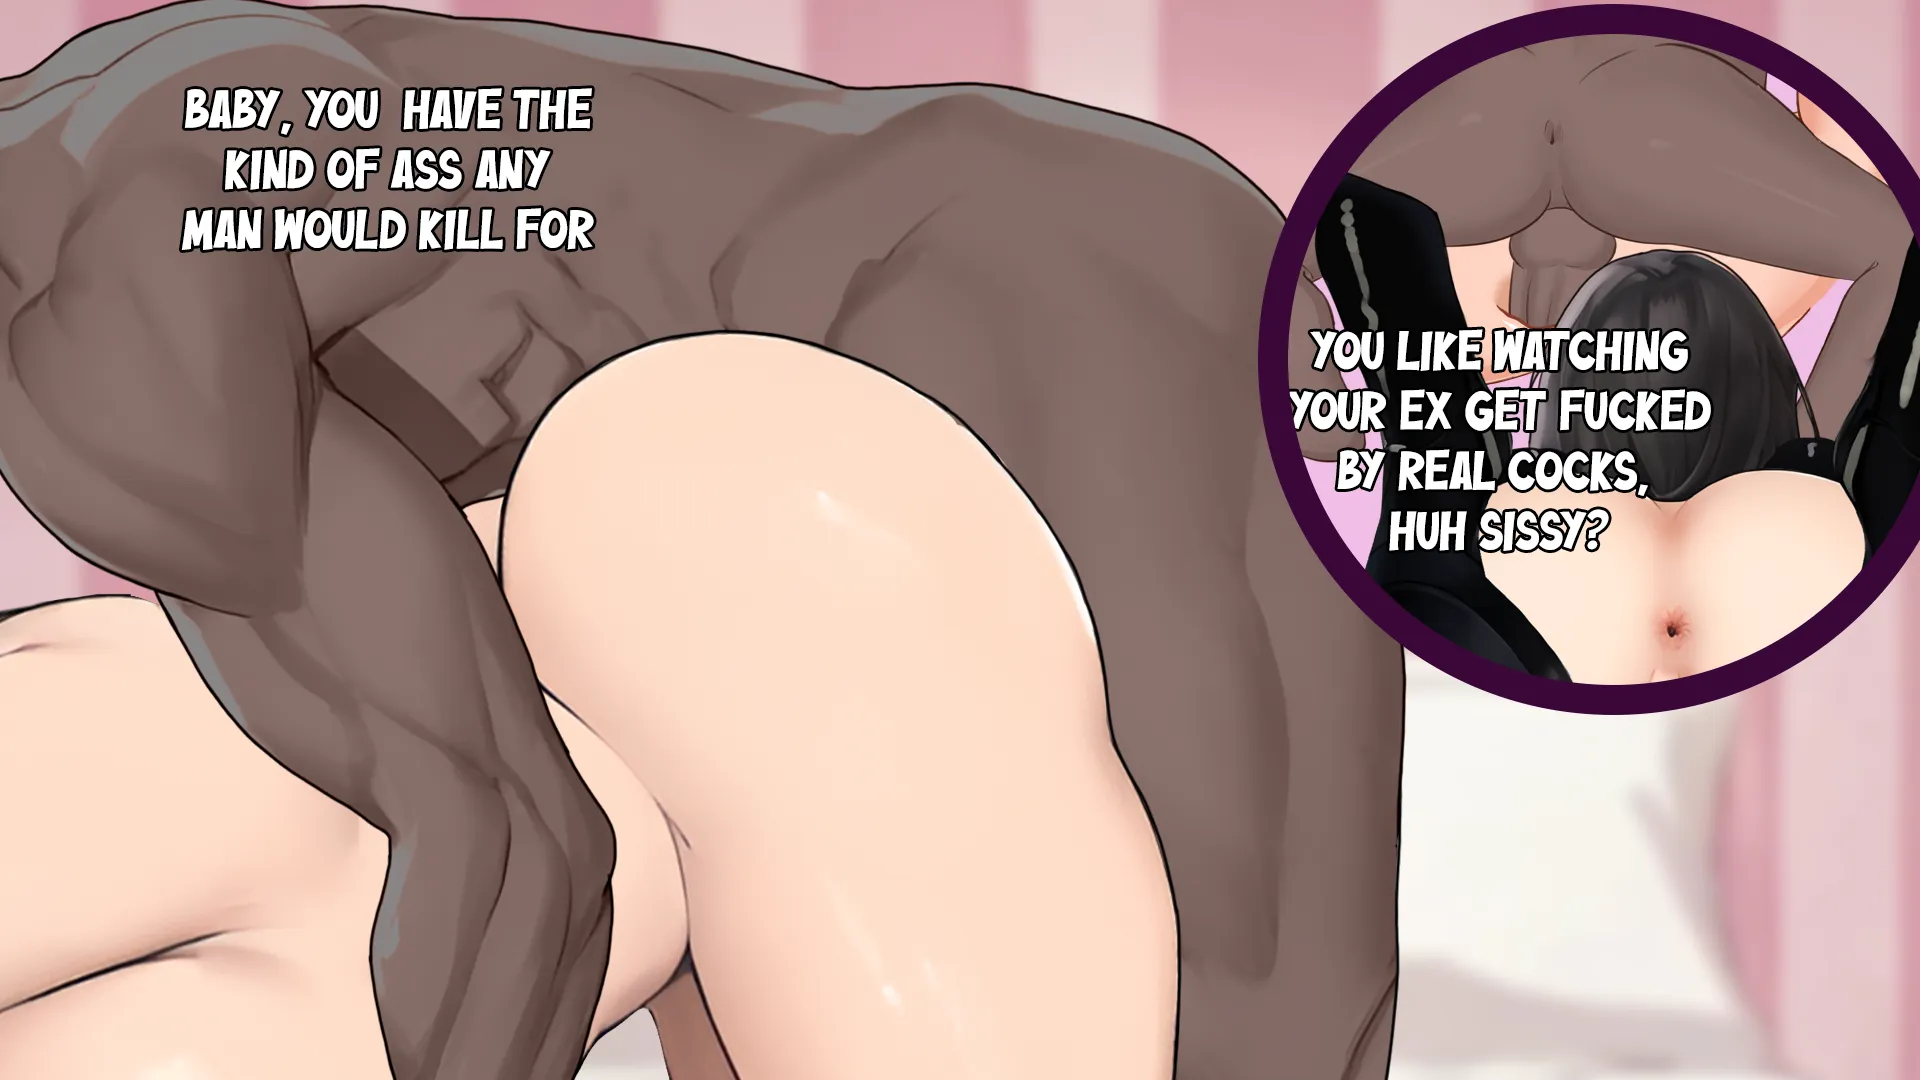 BABY, YOU HAVE THE
KIND OF ASS ANY
MAN WOULD KILL FOR
YOU LIKE WATCHING
YOUR EX GET FUCKED
BY REAL COCKS,
HUH SISSY?